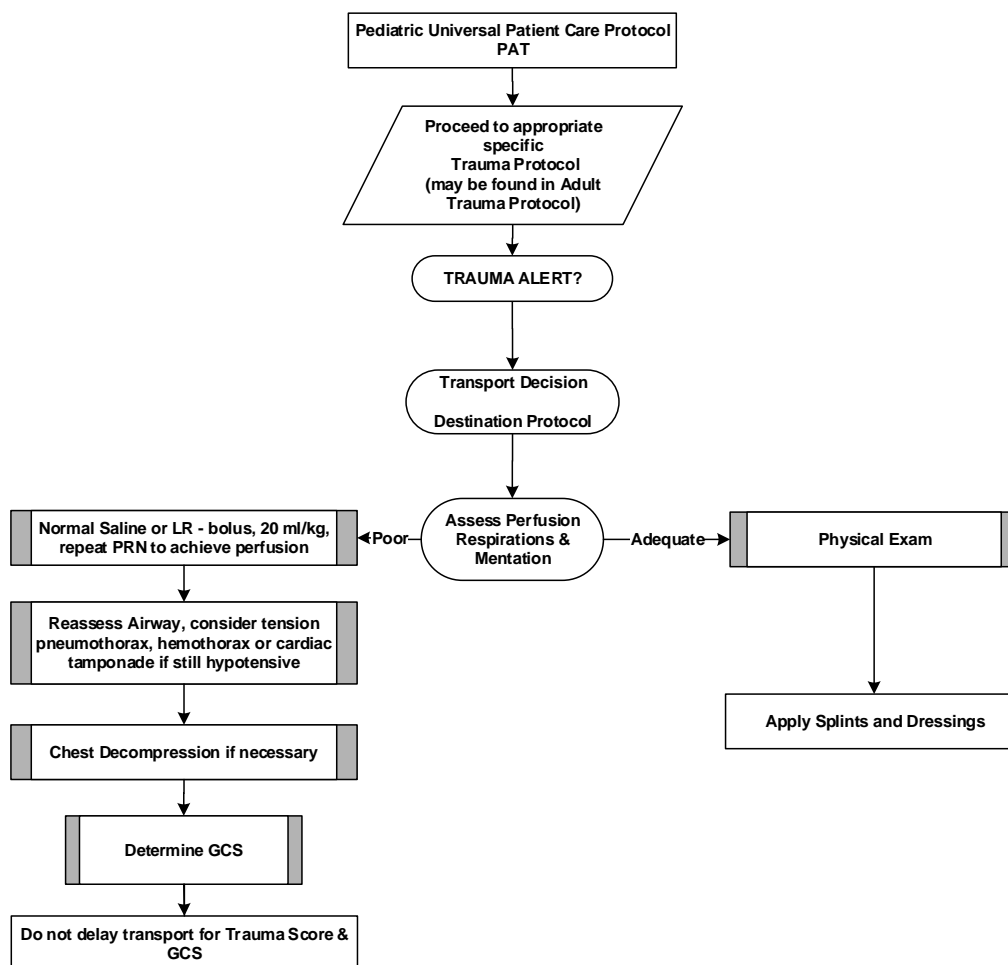 Pediatric Universal Patient Care Protocol
PAT
Proceed to appropriate
specific
Trauma Protocol
(may be found in Adult
Trauma Protocol)
TRAUMA ALERT?
Transport Decision
Destination Protocol
Assess Perfusion
Respirations &
Mentation
Poor
Adequate
Normal Saline or LR - bolus, 20 ml/kg,
repeat PRN to achieve perfusion
Reassess Airway, consider tension
pneumothorax, hemothorax or cardiac
tamponade if still hypotensive
Chest Decompression if necessary
Determine GCS
Do not delay transport for Trauma Score &
GCS
Physical Exam
Apply Splints and Dressings